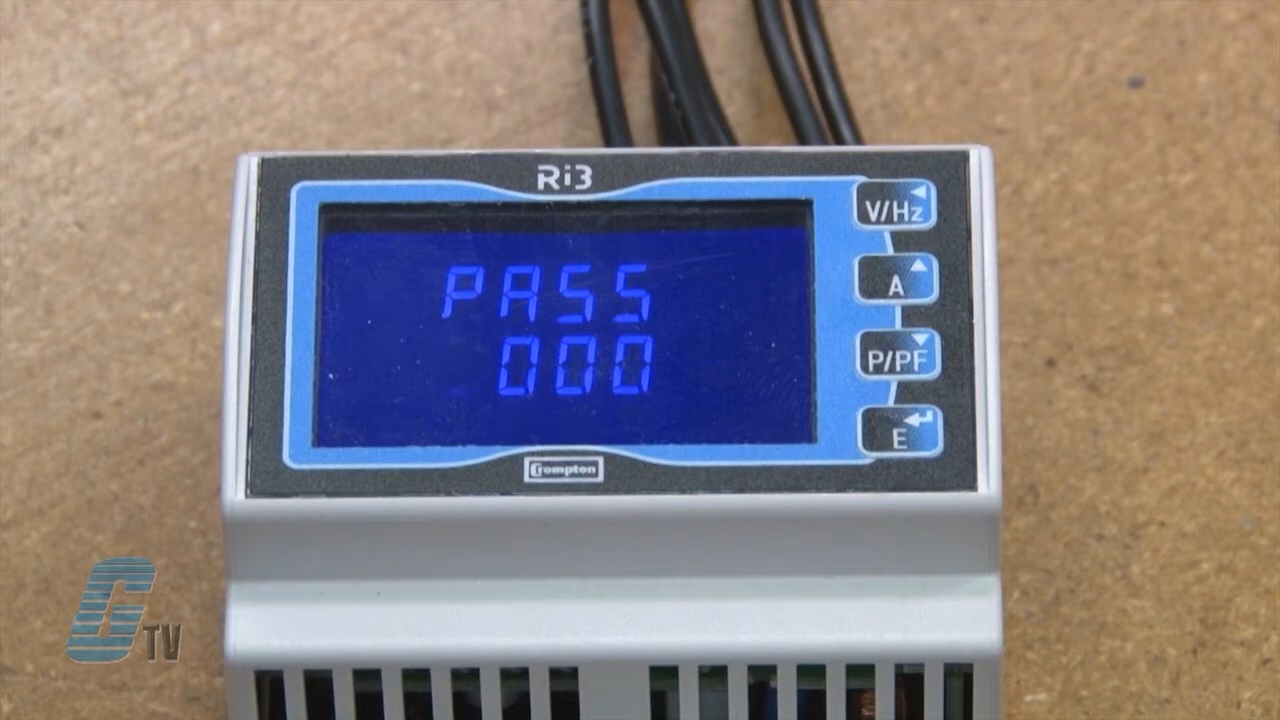 Ri3
PASS
000
V/Hz
A
P/PF
E
Crompton
G TV